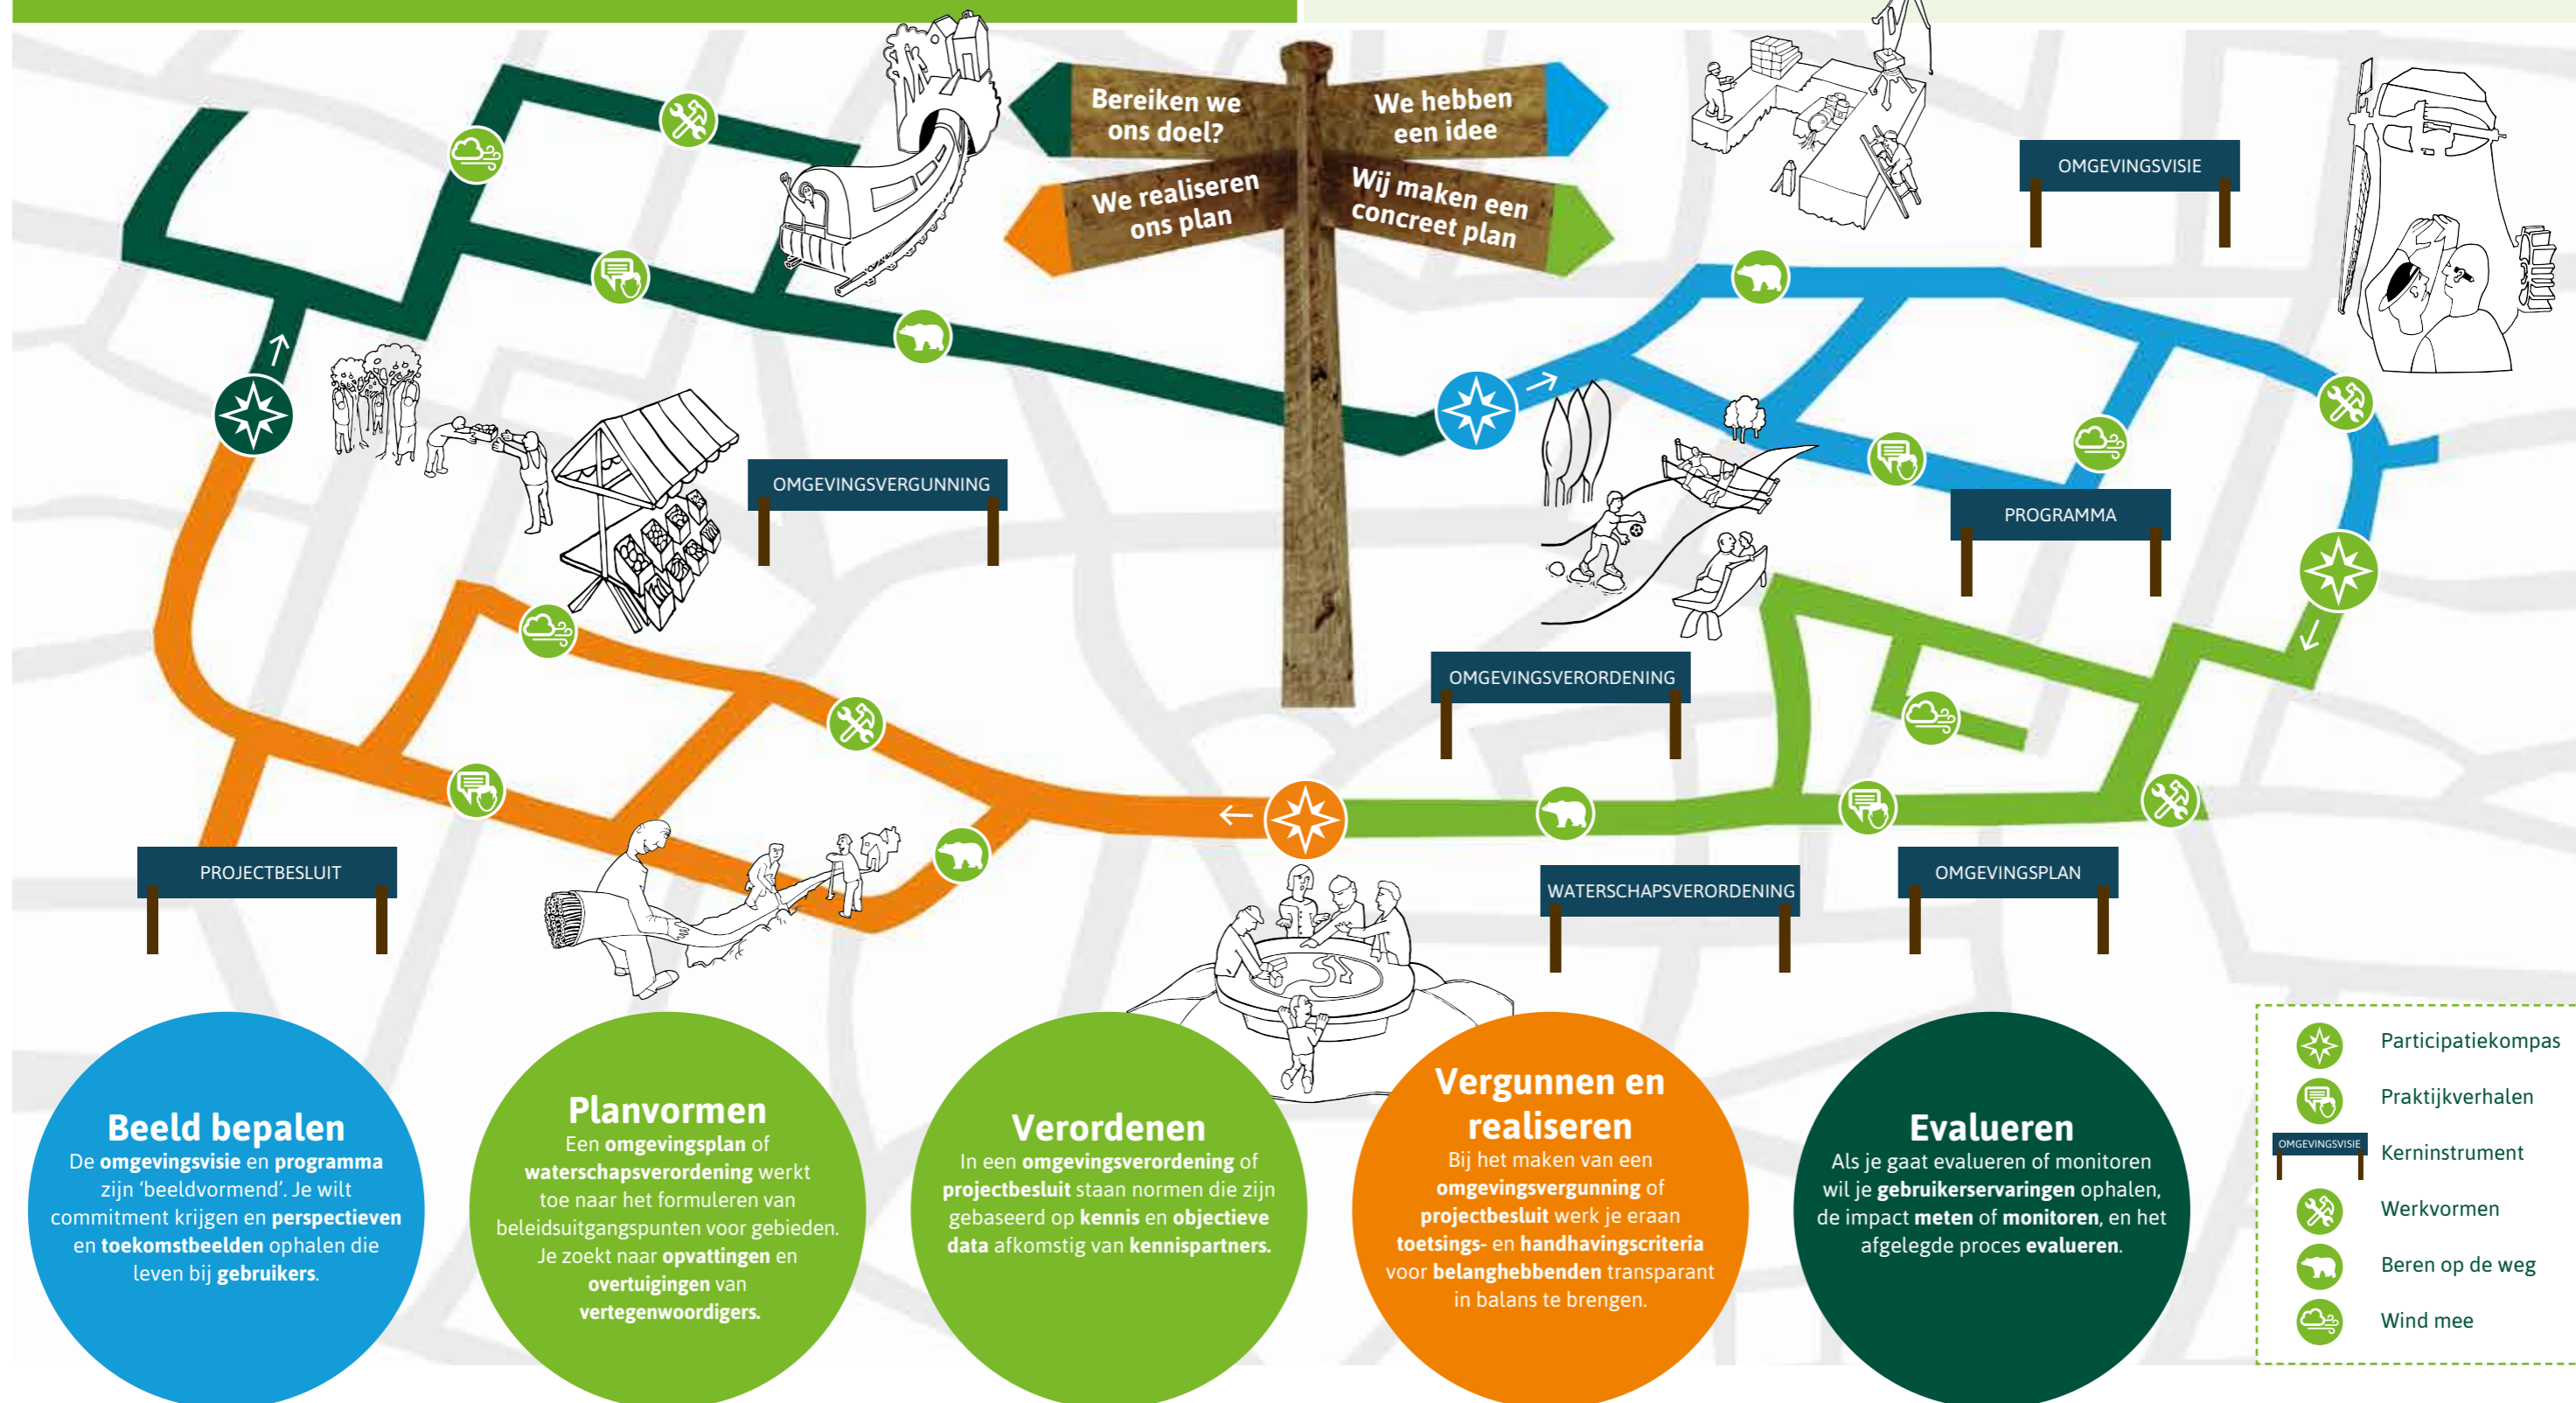 Bereiken we
ons doel?
We hebben
een idee
We realiseren
ons plan
Wij maken een
concreet plan
OMGEVINGSVISIE
OMGEVINGSVERGUNNING
PROGRAMMA
OMGEVINGSVERORDENING
PROJECTBESLUIT
WATERSCHAPSVERORDENING
OMGEVINGSPLAN
Beeld bepalen
De omgevingsvisie en programma
zijn ‘beeldvormend’. Je wilt
commitment krijgen en perspectieven
en toekomstbeelden ophalen die
leven bij gebruikers.
Planvormen
Een omgevingsplan of
waterschapsverordening werkt
toe naar het formuleren van
beleidsuitgangspunten voor gebieden.
Je zoekt naar opvattingen en
overtuigingen van
vertegenwoordigers.
Verordenen
In een omgevingsverordening of
projectbesluit staan normen die zijn
gebaseerd op kennis en objectieve
data afkomstig van kennispartners.
Vergunnen en
realiseren
Bij het maken van een
omgevingsvergunning of
projectbesluit werk je eraan
toetsings- en handhavingscriteria
voor belanghebbenden transparant
in balans te brengen.
Evalueren
Als je gaat evalueren of monitoren
wil je gebruikerservaringen ophalen,
de impact meten of monitoren, en het
afgelegde proces evalueren.
Participatiekompas
Praktijkverhalen
OMGEVINGSVISIE
Kerninstrument
Werkvormen
Beren op de weg
Wind mee